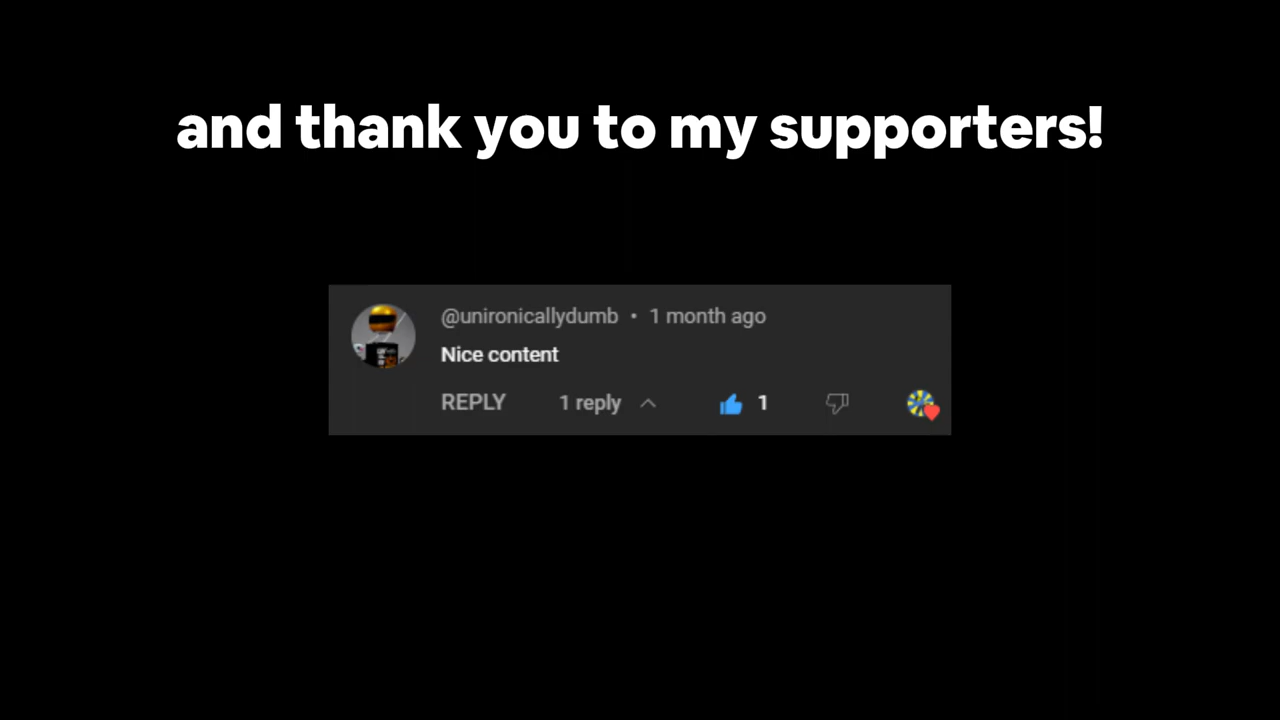 and thank you to my supporters!
@unironicallydumb • 1 month ago
Nice content
REPLY 1 reply 1